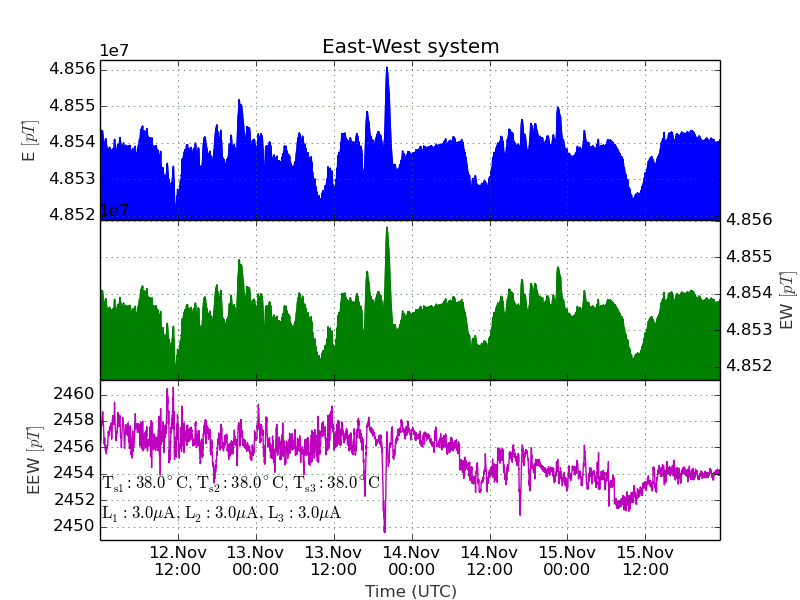 East-West system
1e7
4.856
4.855
4.854
4.853
4.852
E [pT]
1e7
4.856
4.855
4.854
4.853
4.852
EW [pT]
2460
2458
2456
2454
2452
2450
EEW [pT]
T_s1 : 38.0°C, T_s2 : 38.0°C, T_s3 : 38.0°C
L_1 : 3.0μA, L_2 : 3.0μA, L_3 : 3.0μA
12.Nov 13.Nov 13.Nov 14.Nov 14.Nov 15.Nov 15.Nov
12:00 00:00 12:00 00:00 12:00 00:00 12:00
Time (UTC)